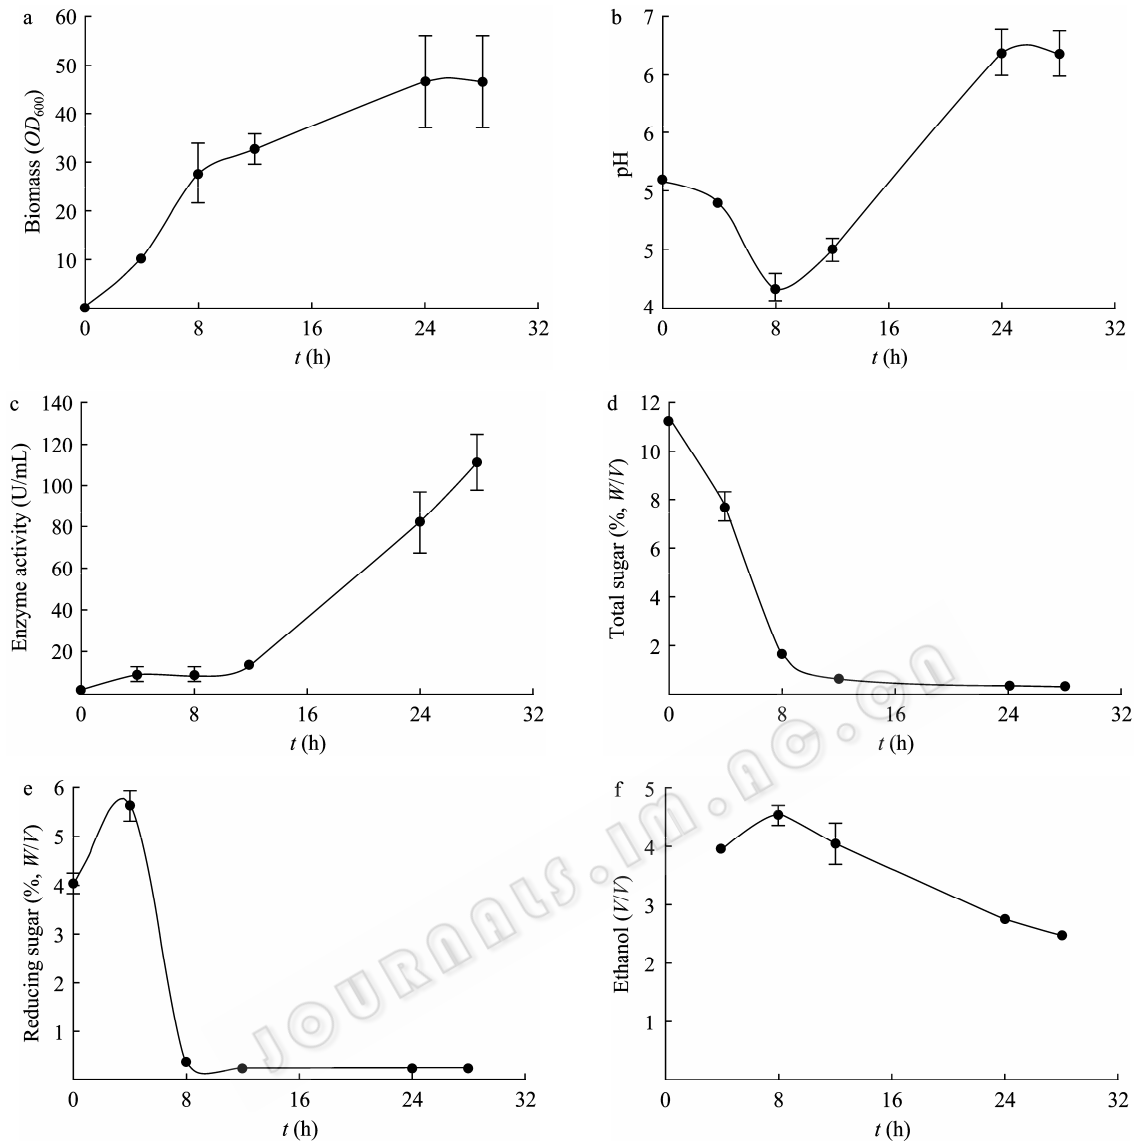 a
60
50
40
30
20
10
Biomass (OD600)
0 8 16 24 32
t (h)
b
7
6
6
5
5
4
pH
0 8 16 24 32
t (h)
c
140
120
100
80
60
40
20
Enzyme activity (U/mL)
0 8 16 24 32
t (h)
d
12
10
8
6
4
2
Total sugar (%, W/V)
0 8 16 24 32
t (h)
e
6
5
4
3
2
1
Reducing sugar (%, W/V)
0 8 16 24 32
t (h)
f
5
4
3
2
1
Ethanol (V/V)
0 8 16 24 32
t (h)
JOURNALS.IM.AC.CN